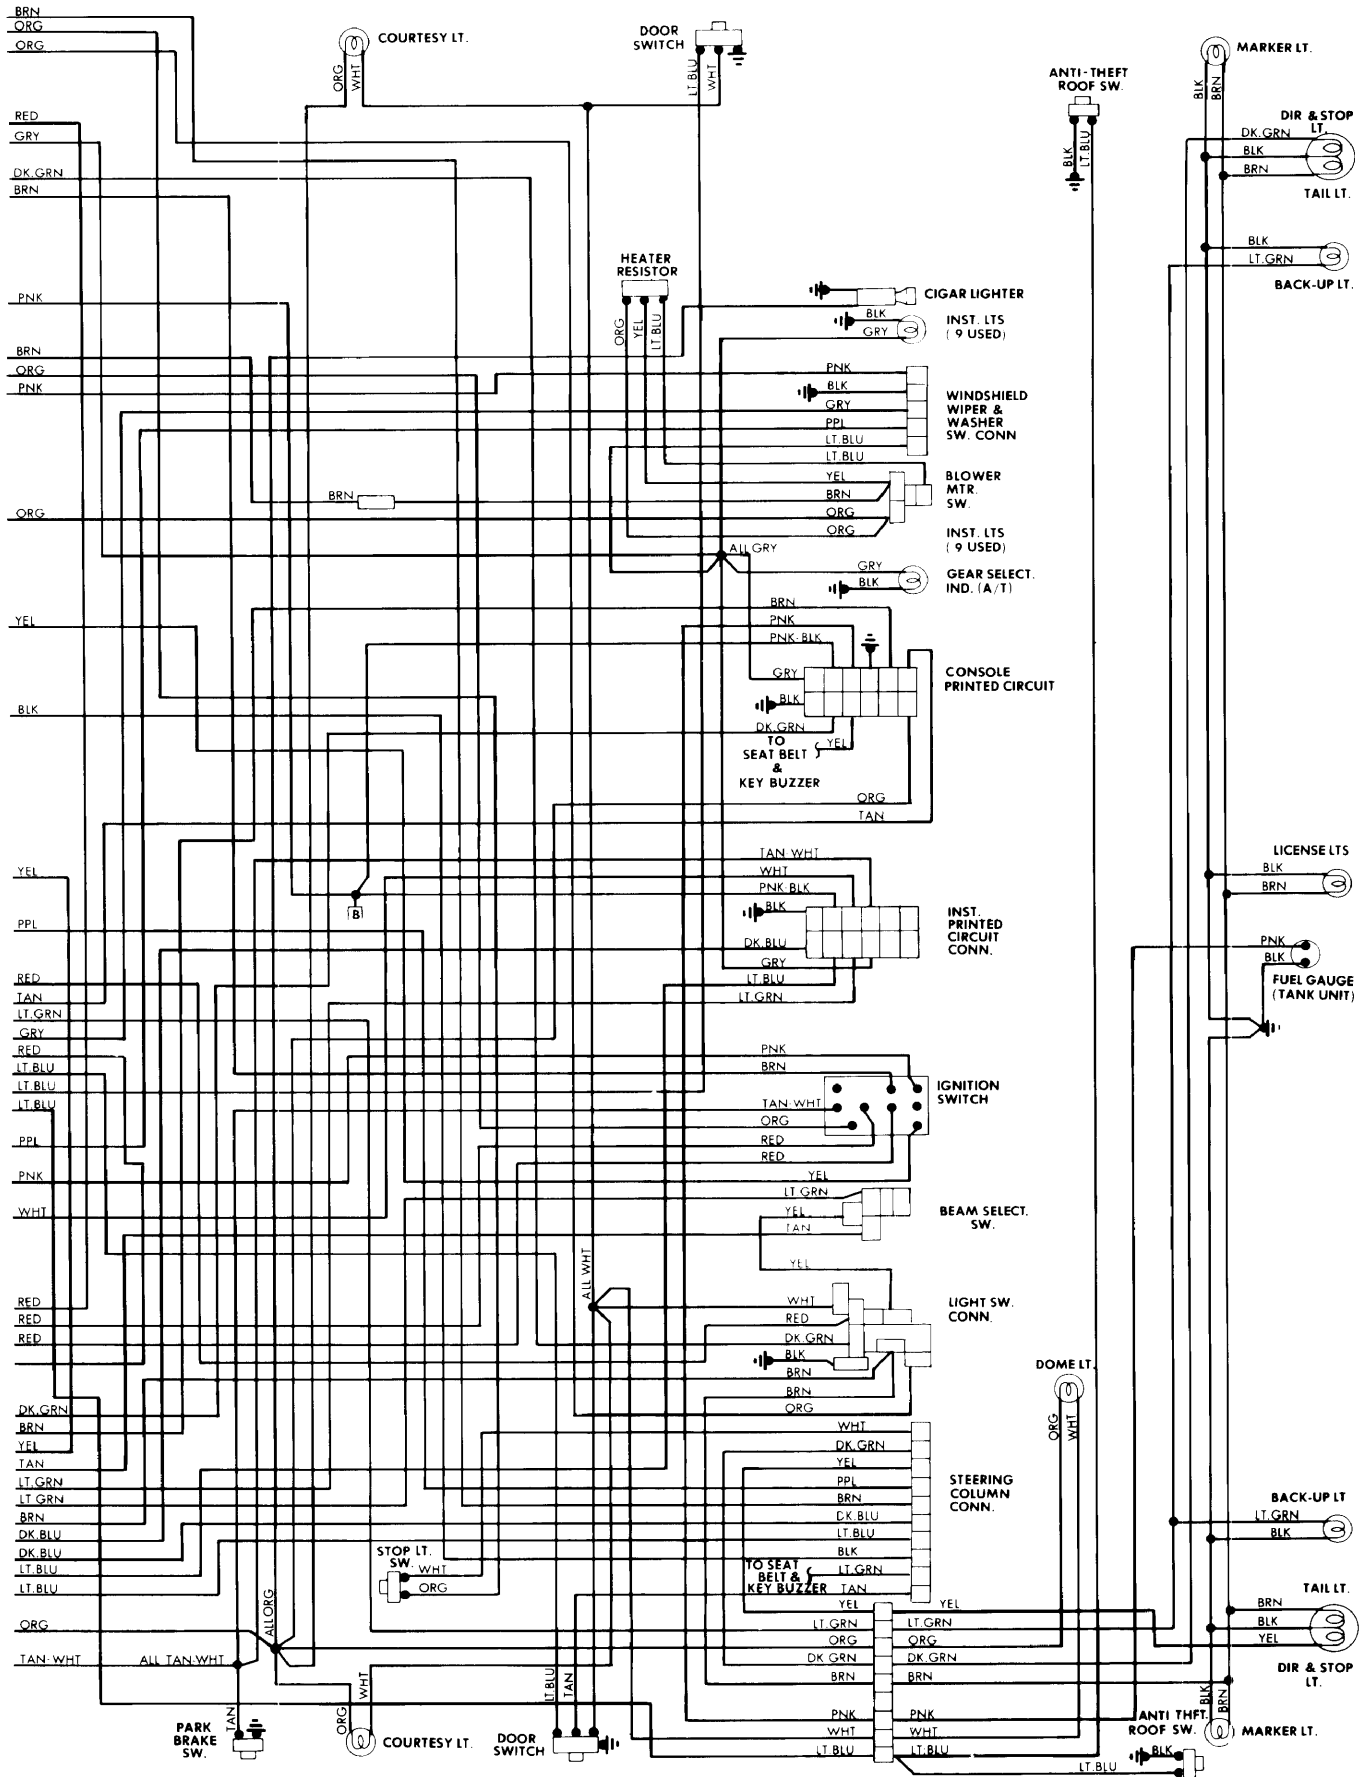 BRN
ORG
ORG
COURTESY LT.
ORG
WHT
DOOR
SWITCH
LT.BLU
WHT
MARKER LT.
BLK
BRN
ANTI-THEFT
ROOF SW.
BLK
LT.BLU
DIR & STOP
LT.
DK.GRN
BLK
BRN
TAIL LT.
RED
GRY
DK.GRN
BRN
BLK
LT.GRN
BACK-UP LT.
HEATER
RESISTOR
ORG
YEL
LT.BLU
PNK
CIGAR LIGHTER
BLK
GRY
INST. LTS
( 9 USED)
BRN
ORG
PNK
PNK
BLK
GRY
PPL
LT.BLU
WINDSHIELD
WIPER &
WASHER
SW. CONN
LT.BLU
YEL
BRN
ORG
ORG
BLOWER
MTR.
SW.
BRN
ORG
INST. LTS
( 9 USED)
ALL GRY
GRY
BLK
GEAR SELECT.
IND. (A/T)
YEL
BRN
PNK
PNK-BLK
GRY
BLK
DK.GRN
CONSOLE
PRINTED CIRCUIT
BLK
TO
SEAT BELT
&
KEY BUZZER
YEL
ORG
TAN
YEL
PPL
B
TAN-WHT
WHT
PNK-BLK
BLK
DK.BLU
GRY
LT.BLU
LT.GRN
INST.
PRINTED
CIRCUIT
CONN.
LICENSE LTS
BLK
BRN
PNK
BLK
FUEL GAUGE
(TANK UNIT)
RED
TAN
LT.GRN
GRY
RED
LT.BLU
LT.BLU
LT.BLU
PPL
PNK
WHT
PNK
BRN
TAN-WHT
ORG
RED
RED
YEL
IGNITION
SWITCH
LT GRN
YEL
TAN
BEAM SELECT.
SW.
YEL
ALL WHT
RED
RED
RED
WHT
RED
DK.GRN
BLK
BRN
BRN
ORG
LIGHT SW.
CONN.
DOME LT.
ORG
WHT
DK.GRN
BRN
YEL
TAN
LT.GRN
LT GRN
BRN
DK.BLU
DK.BLU
LT.BLU
LT.BLU
WHT
DK.GRN
YEL
PPL
BRN
DK.BLU
LT.BLU
BLK
LT.GRN
TAN
STEERING
COLUMN
CONN.
STOP LT.
SW.
WHT
ORG
TO SEAT
BELT &
KEY BUZZER
BACK-UP LT
LT.GRN
BLK
TAIL LT.
BRN
BLK
YEL
DIR & STOP
LT.
ORG
ALL ORG
TAN-WHT
ALL TAN-WHT
YEL
LT.GRN
ORG
DK GRN
BRN
PNK
WHT
LT BLU
YEL
LT.GRN
ORG
DK.GRN
BRN
PNK
WHT
LT.BLU
TAN
PARK
BRAKE
SW.
ORG
WHT
COURTESY LT.
LT.BLU
TAN
DOOR
SWITCH
ANTI THFT.
ROOF SW.
BLK
LT.BLU
BLK
BRN
MARKER LT.